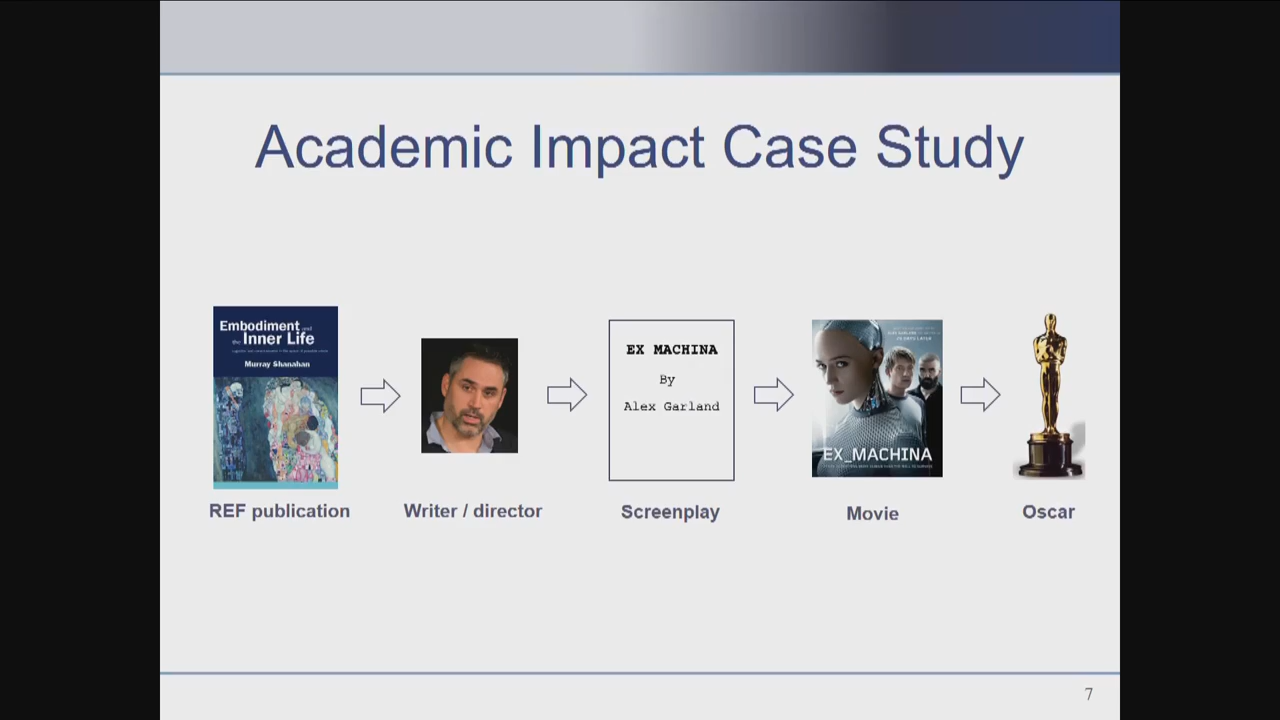 Academic Impact Case Study
Embodiment and
the Inner Life
Murray Shanahan
EX MACHINA
By
Alex Garland
EX_MACHINA
REF publication
Writer / director
Screenplay
Movie
Oscar
7